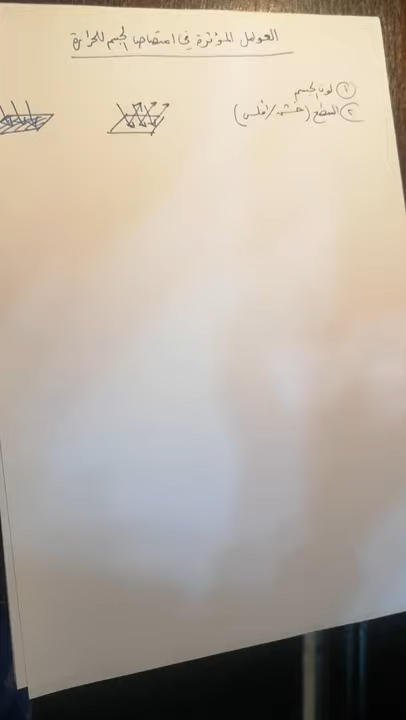 العوامل المؤثرة في امتصاص الجسم للحرارة
١ لون الجسم
٢ السطح (خشن/أملس)